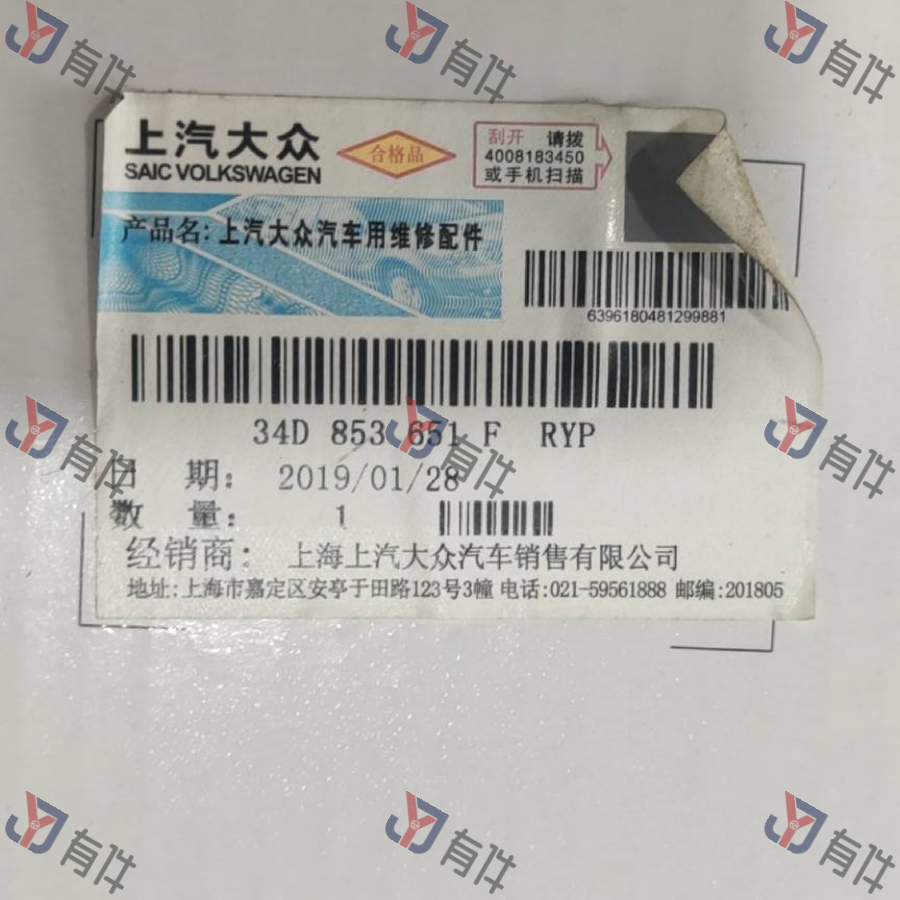 上汽大众
SAIC VOLKSWAGEN
合格品
刮开 请拨
4008183450
或手机扫描
产品名:上汽大众汽车用维修配件
6396180481299881
34D 853 651 F RYP
日 期: 2019/01/28
数 量: 1
经销商: 上海上汽大众汽车销售有限公司
地址:上海市嘉定区安亭于田路123号3幢 电话:021-59561888 邮编:201805
有件
有件
有件
有件
有件
有件
有件
有件
有件